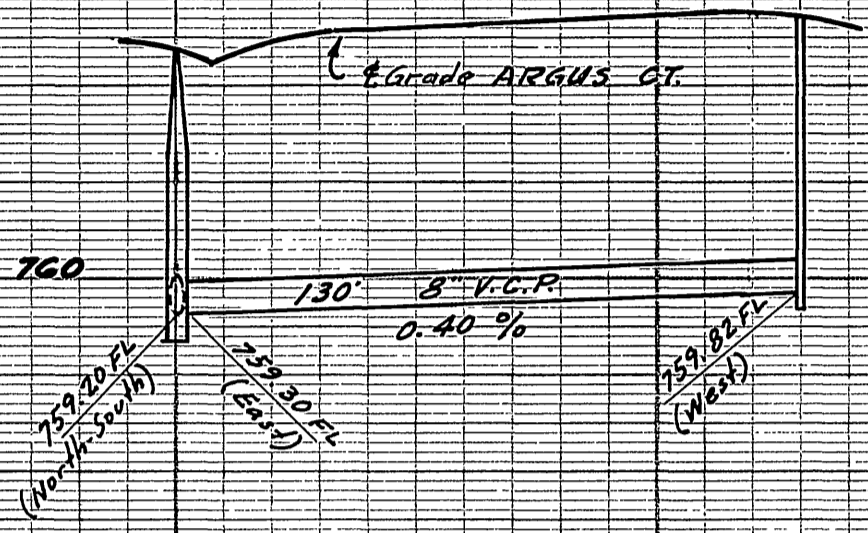 ℄ Grade ARGUS CT.
760
130' 8" V.C.P.
0.40 %
759.20 FL
(North-South)
759.30 FL
(East)
759.82 FL
(West)